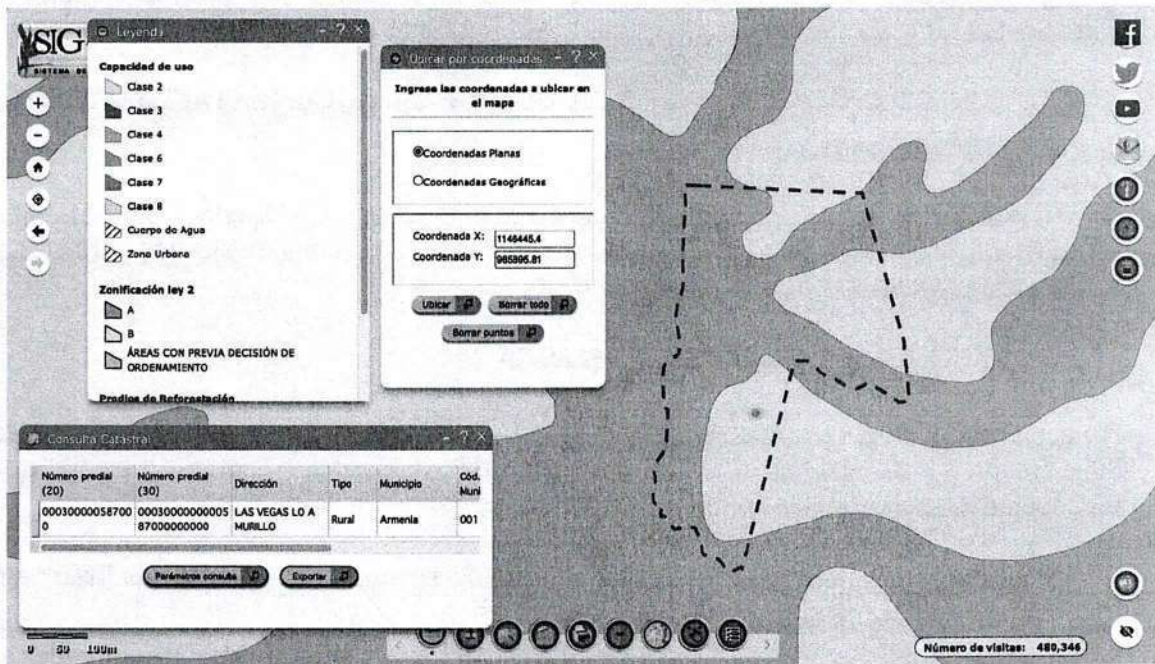 SIG
SISTEMA DE
Leyenda
Capacidad de uso
Clase 2
Clase 3
Clase 4
Clase 6
Clase 7
Clase 8
Cuerpo de Agua
Zona Urbana
Zonificación ley 2
A
B
ÁREAS CON PREVIA DECISIÓN DE
ORDENAMIENTO
Predios de Reforestación
Ubicar por coordenadas
Ingrese las coordenadas a ubicar en
el mapa
Coordenadas Planas
Coordenadas Geográficas
Coordenada X: 1146445,4
Coordenada Y: 985895.81
Ubicar
Borrar todo
Borrar puntos
Consulta Catastral
Número predial (20) Número predial (30) Dirección Tipo Municipio Cód. Muni
00030000058700 00030000000005 LAS VEGAS LO A Rural Armenia 001
0 87000000000 MURILLO
Parámetros consulta
Exportar
0 50 100m
Número de visitas: 480,346